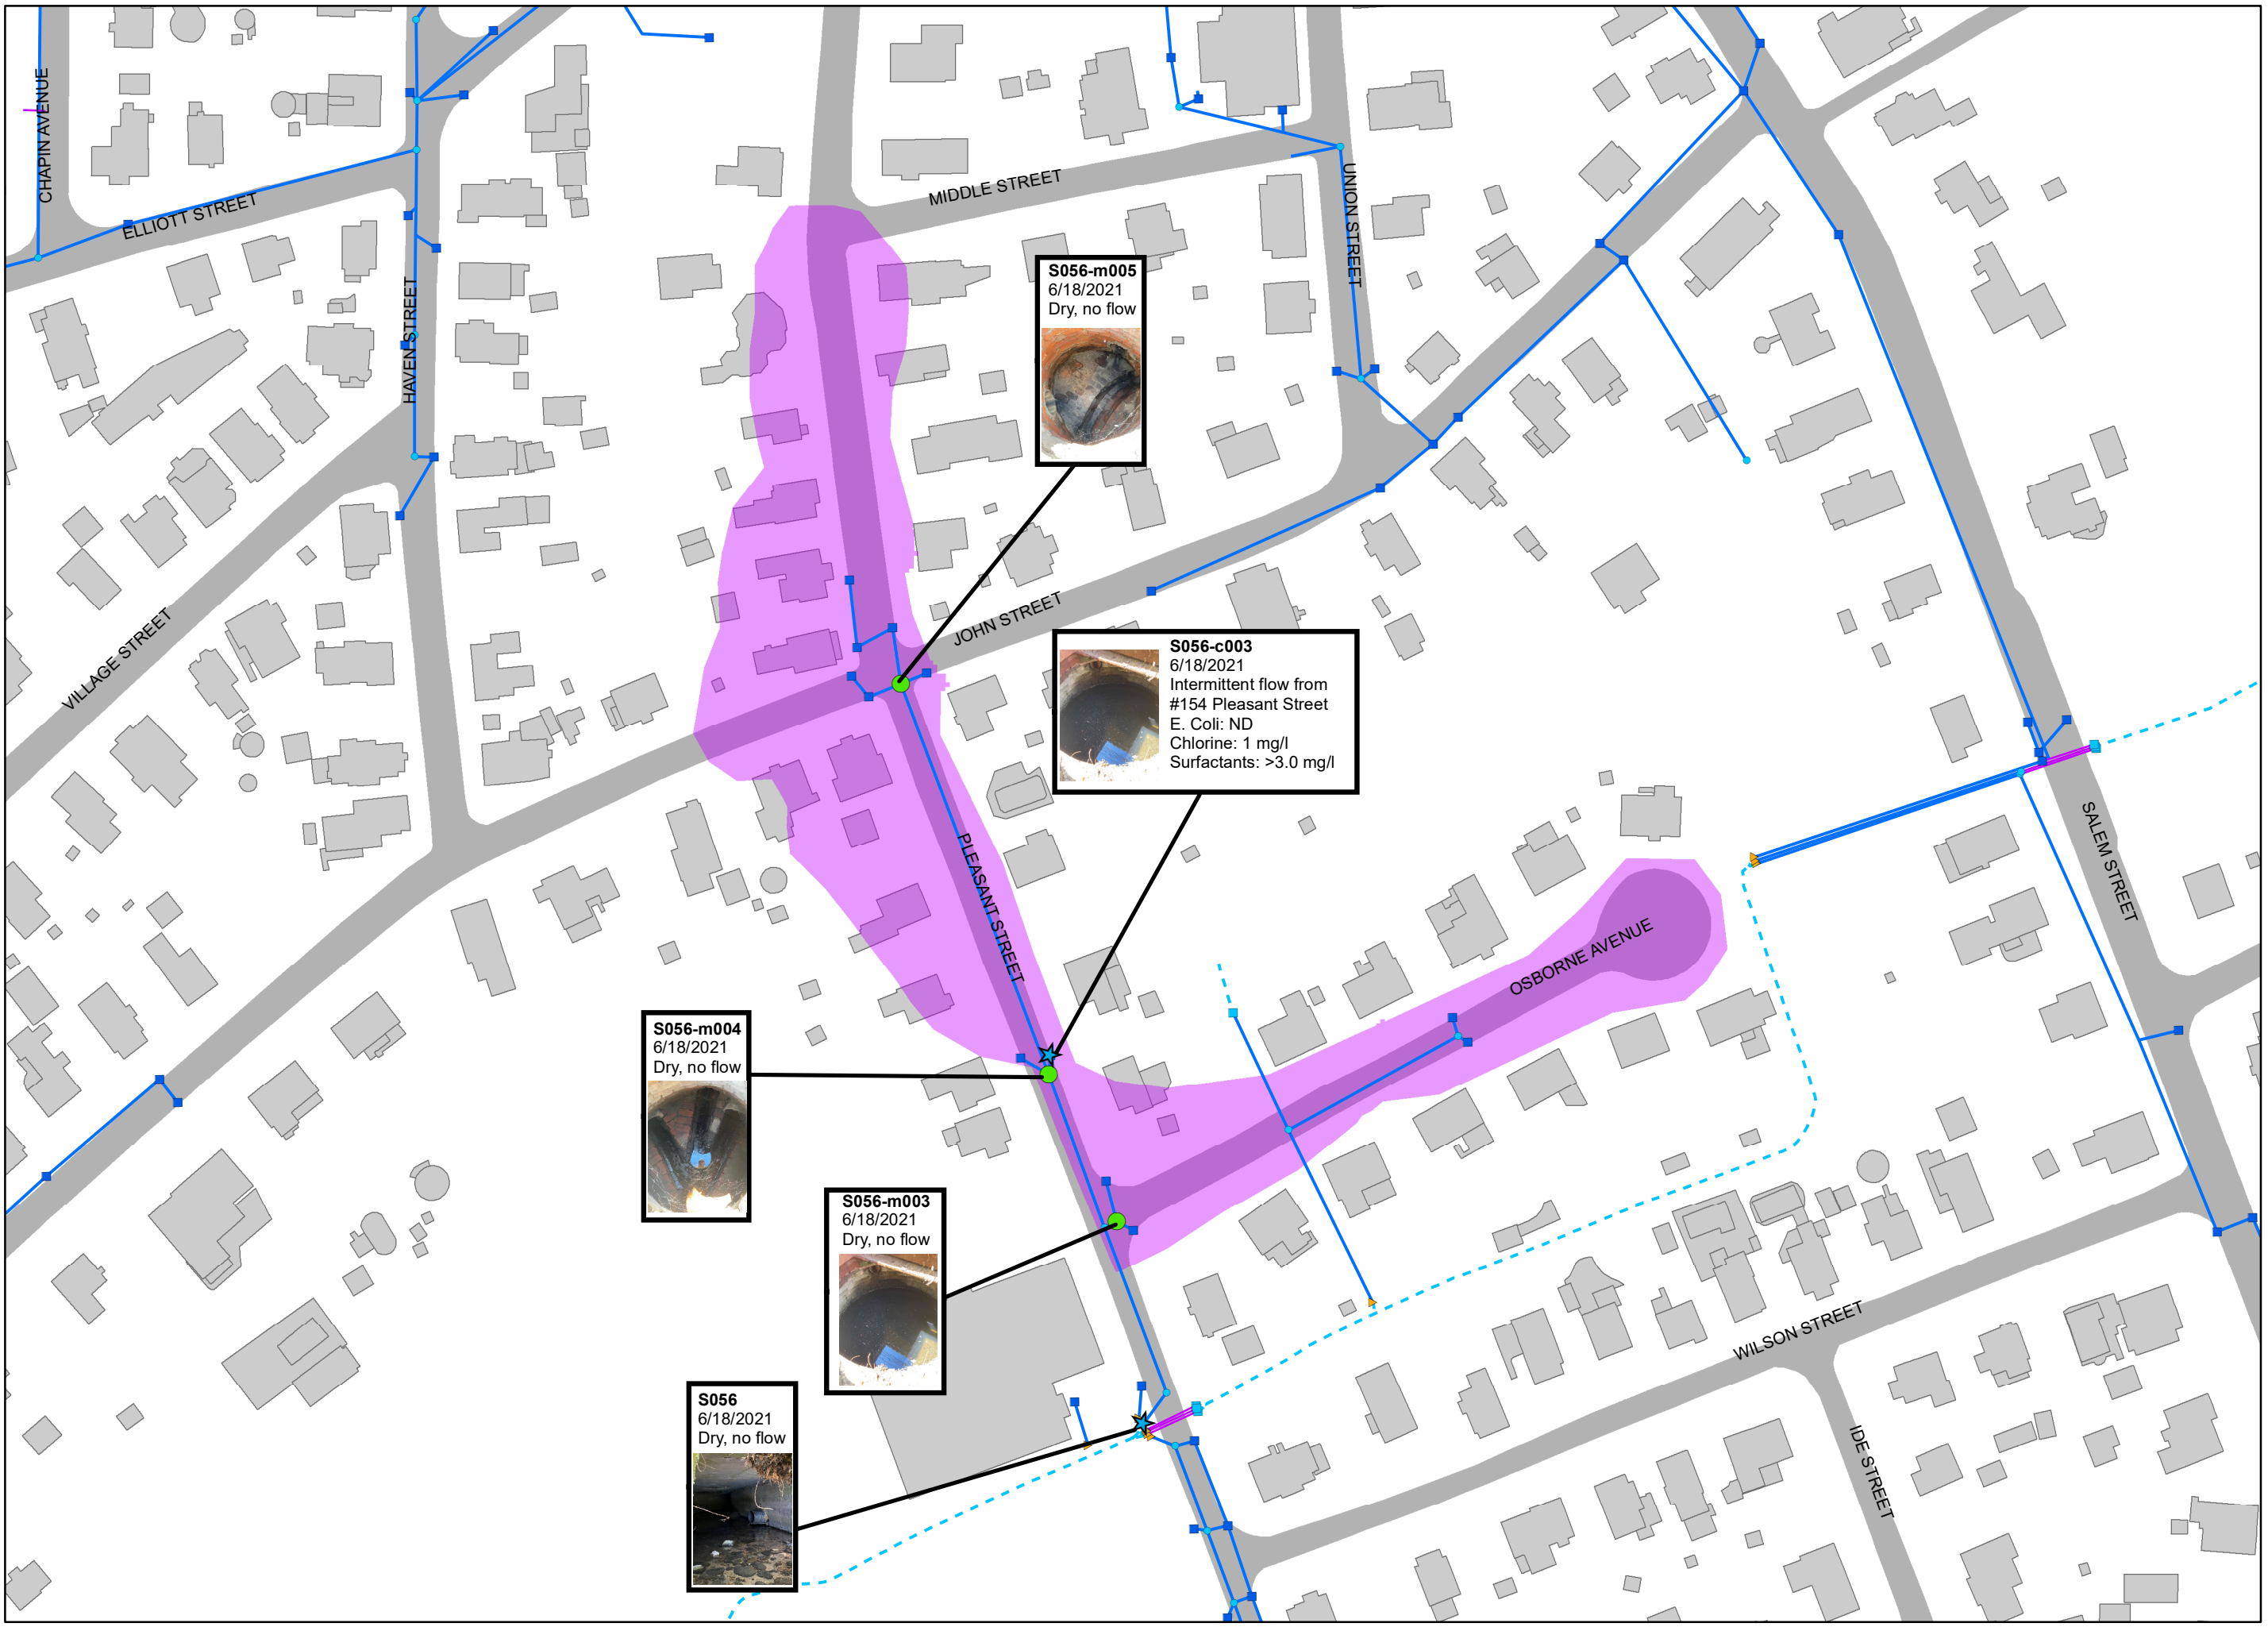 CHAPIN AVENUE
ELLIOTT STREET
HAVEN STREET
VILLAGE STREET
MIDDLE STREET
UNION STREET
S056-m005
6/18/2021
Dry, no flow
JOHN STREET
S056-c003
6/18/2021
Intermittent flow from
#154 Pleasant Street
E. Coli: ND
Chlorine: 1 mg/l
Surfactants: >3.0 mg/l
PLEASANT STREET
SALEM STREET
OSBORNE AVENUE
S056-m004
6/18/2021
Dry, no flow
S056-m003
6/18/2021
Dry, no flow
WILSON STREET
S056
6/18/2021
Dry, no flow
IDE STREET